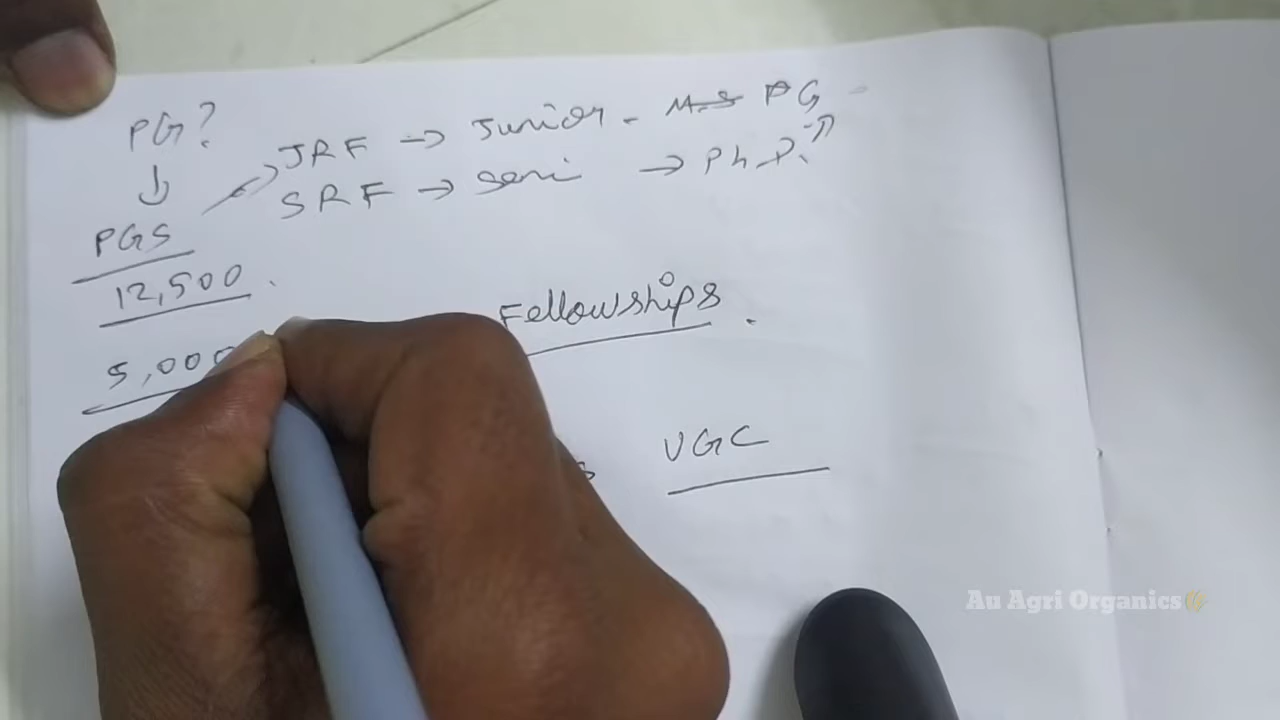 PG?
JRF → Junior - M.S PG -
SRF → Seni → Ph.D.
PGS
12,500.
Fellowships.
5,000
UGC
Au Agri Organics